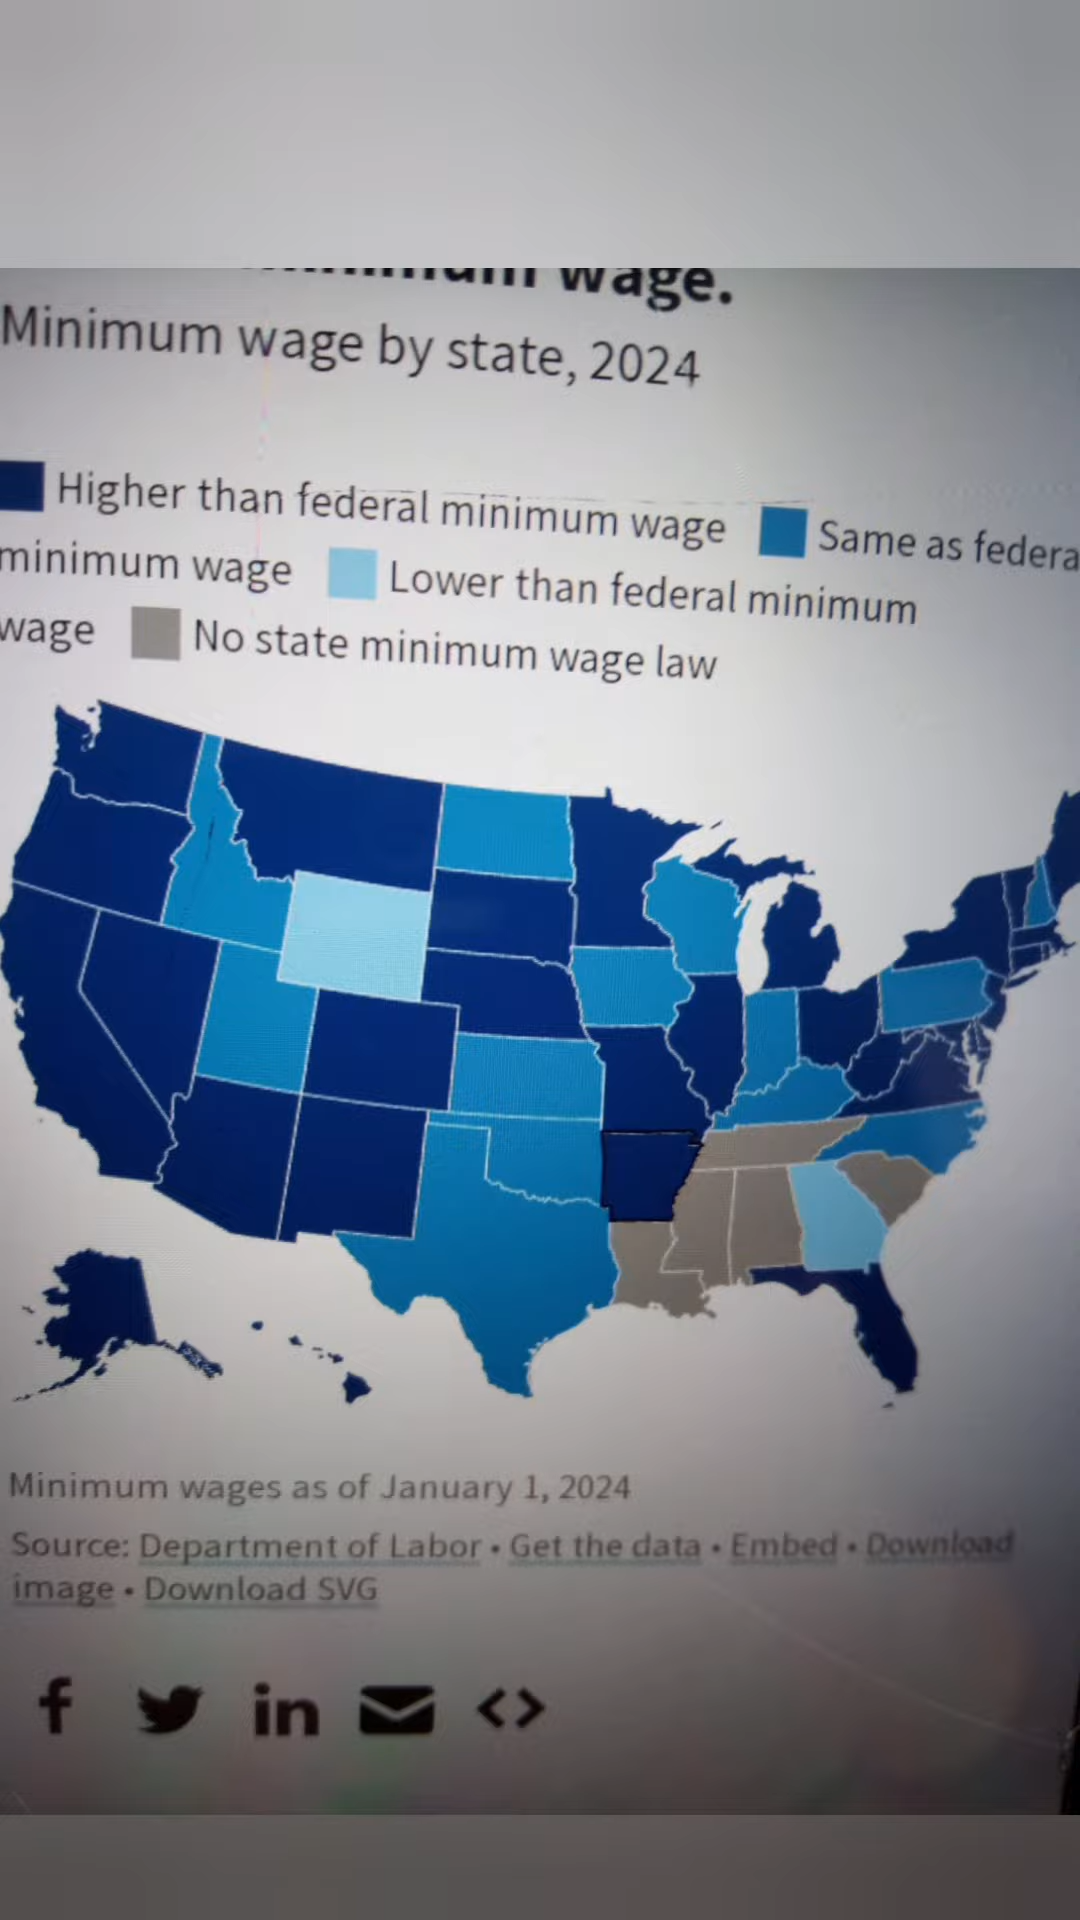 wage.
Minimum wage by state, 2024
Higher than federal minimum wage Same as federa
minimum wage Lower than federal minimum
wage No state minimum wage law
Minimum wages as of January 1, 2024
Source: Department of Labor • Get the data • Embed • Download
image • Download SVG
f in <>